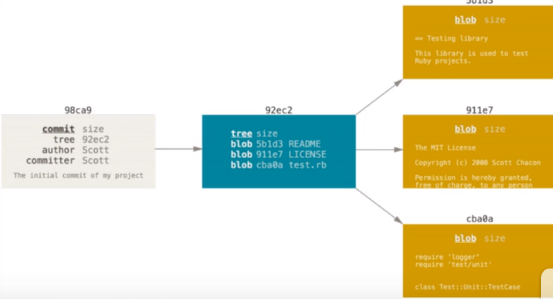 98ca9
commit size
tree 92ec2
author Scott
committer Scott
The initial commit of my project
92ec2
tree size
blob 5b1d3 README
blob 911e7 LICENSE
blob cba0a test.rb
5b1d3
blob size
== Testing library
This library is used to test
Ruby projects.
911e7
blob size
The MIT License
Copyright (c) 2008 Scott Chacon
Permission is hereby granted,
free of charge, to any person
cba0a
blob size
require 'logger'
require 'test/unit'
class Test::Unit::TestCase